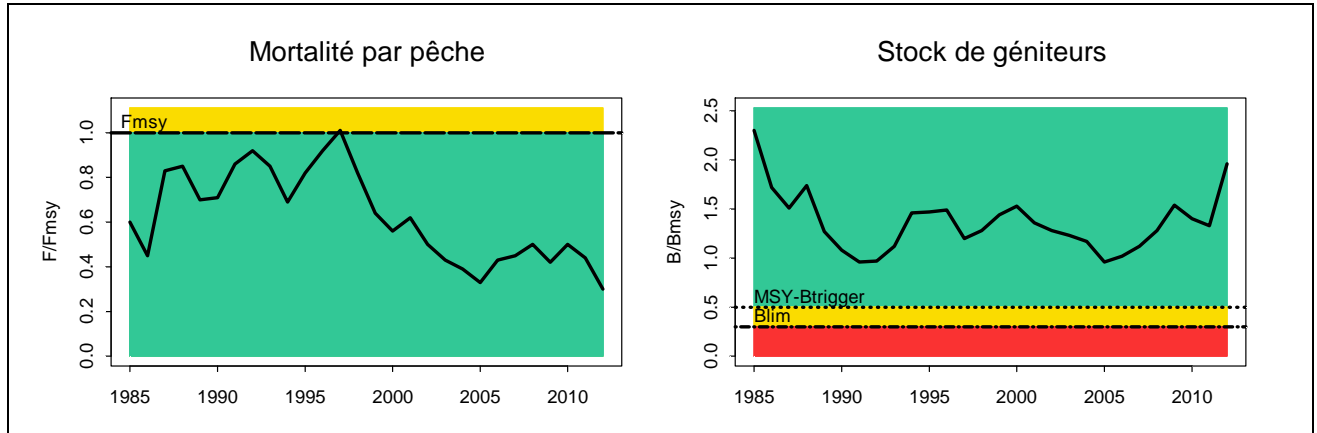 Mortalité par pêche
F/Fmsy
1.0
0.8
0.6
0.4
0.2
0.0
Fmsy
1985 1990 1995 2000 2005 2010
Stock de géniteurs
B/Bmsy
2.5
2.0
1.5
1.0
0.5
0.0
MSY-Btrigger
Blim
1985 1990 1995 2000 2005 2010